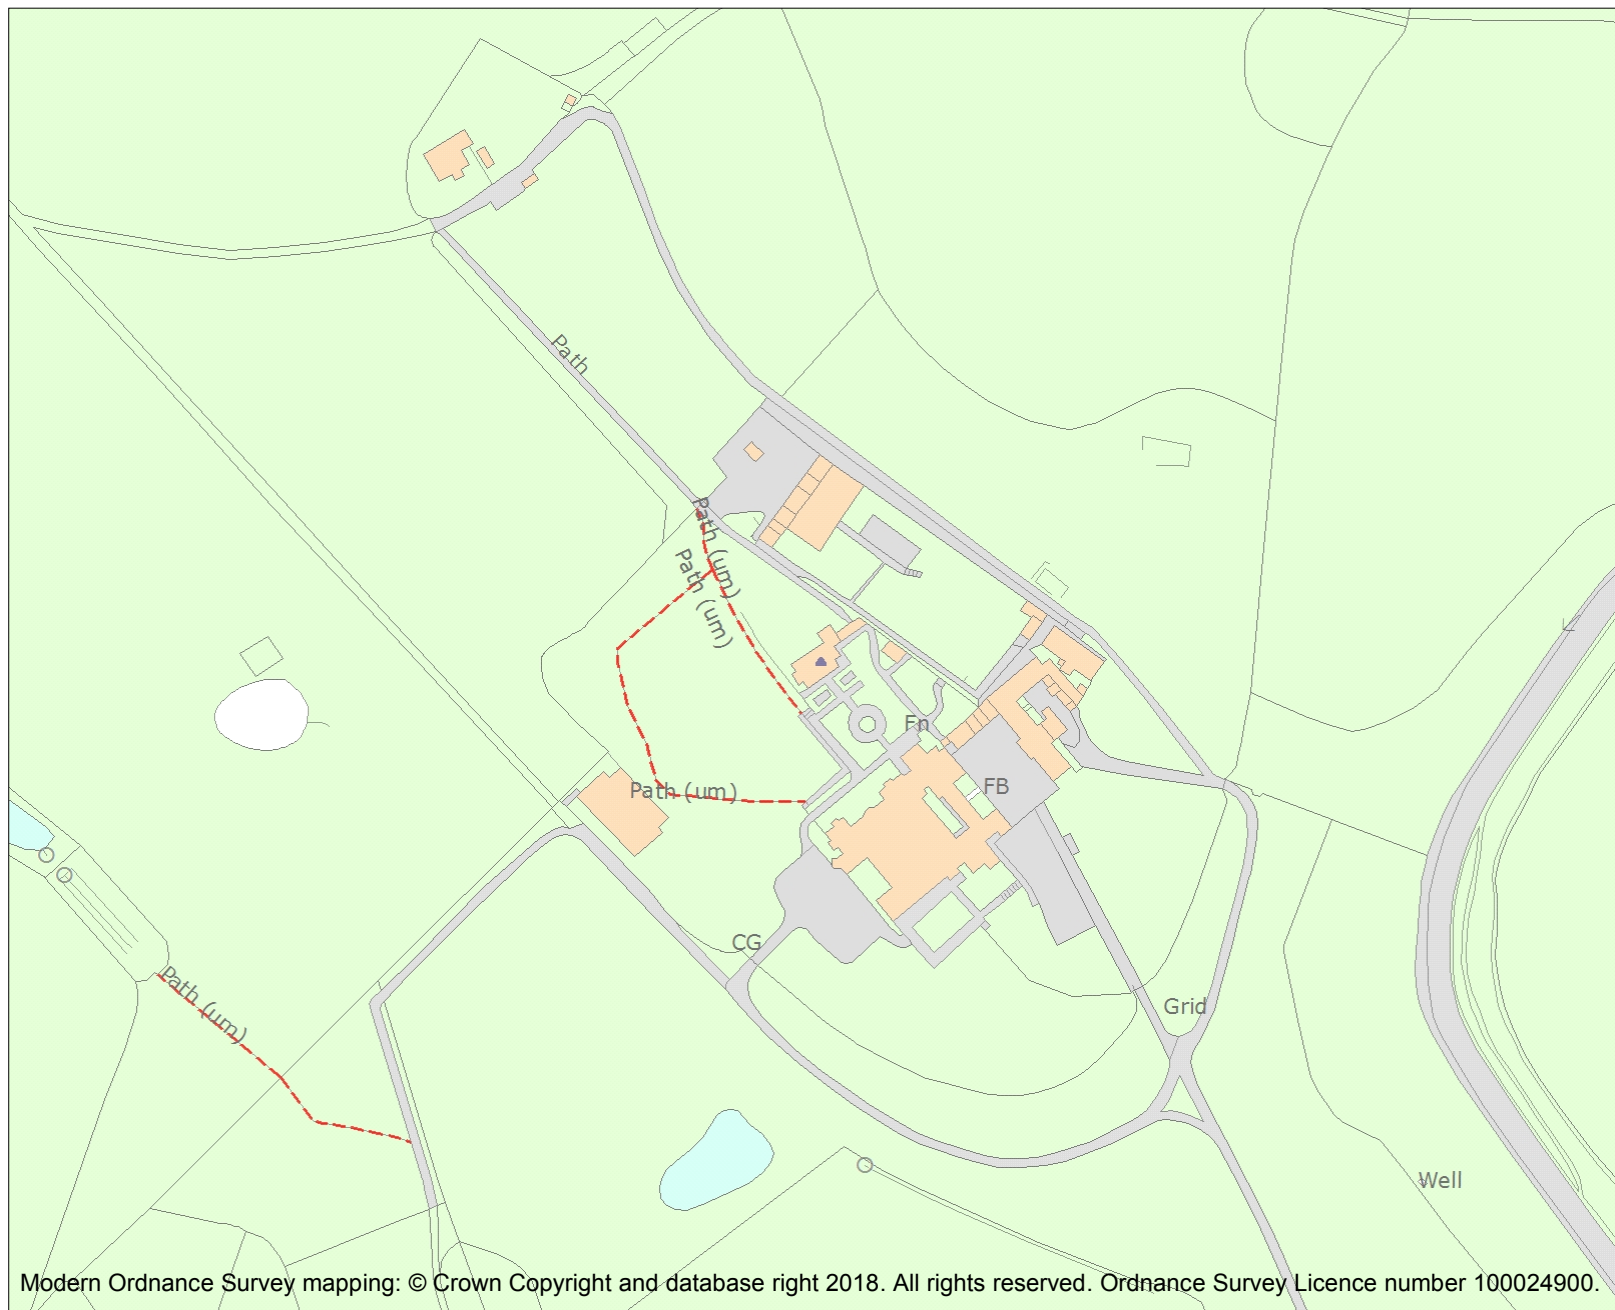 Path
Path (um)
Path (um)
Fn
FB
Path (um)
CG
Path (um)
Grid
Well
Modern Ordnance Survey mapping: © Crown Copyright and database right 2018. All rights reserved. Ordnance Survey Licence number 100024900.